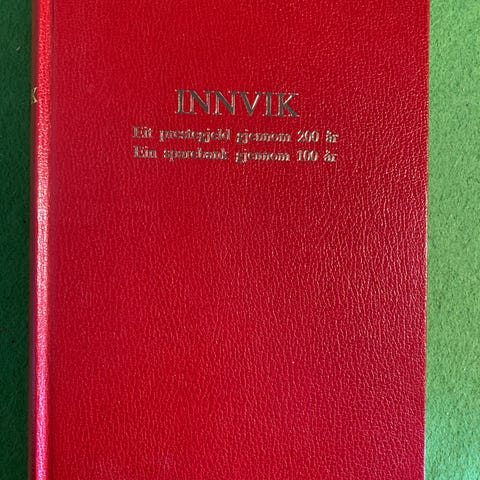 INNVIK
Eit prestegjeld gjennom 200 år
Ein sparebank gjennom 100 år